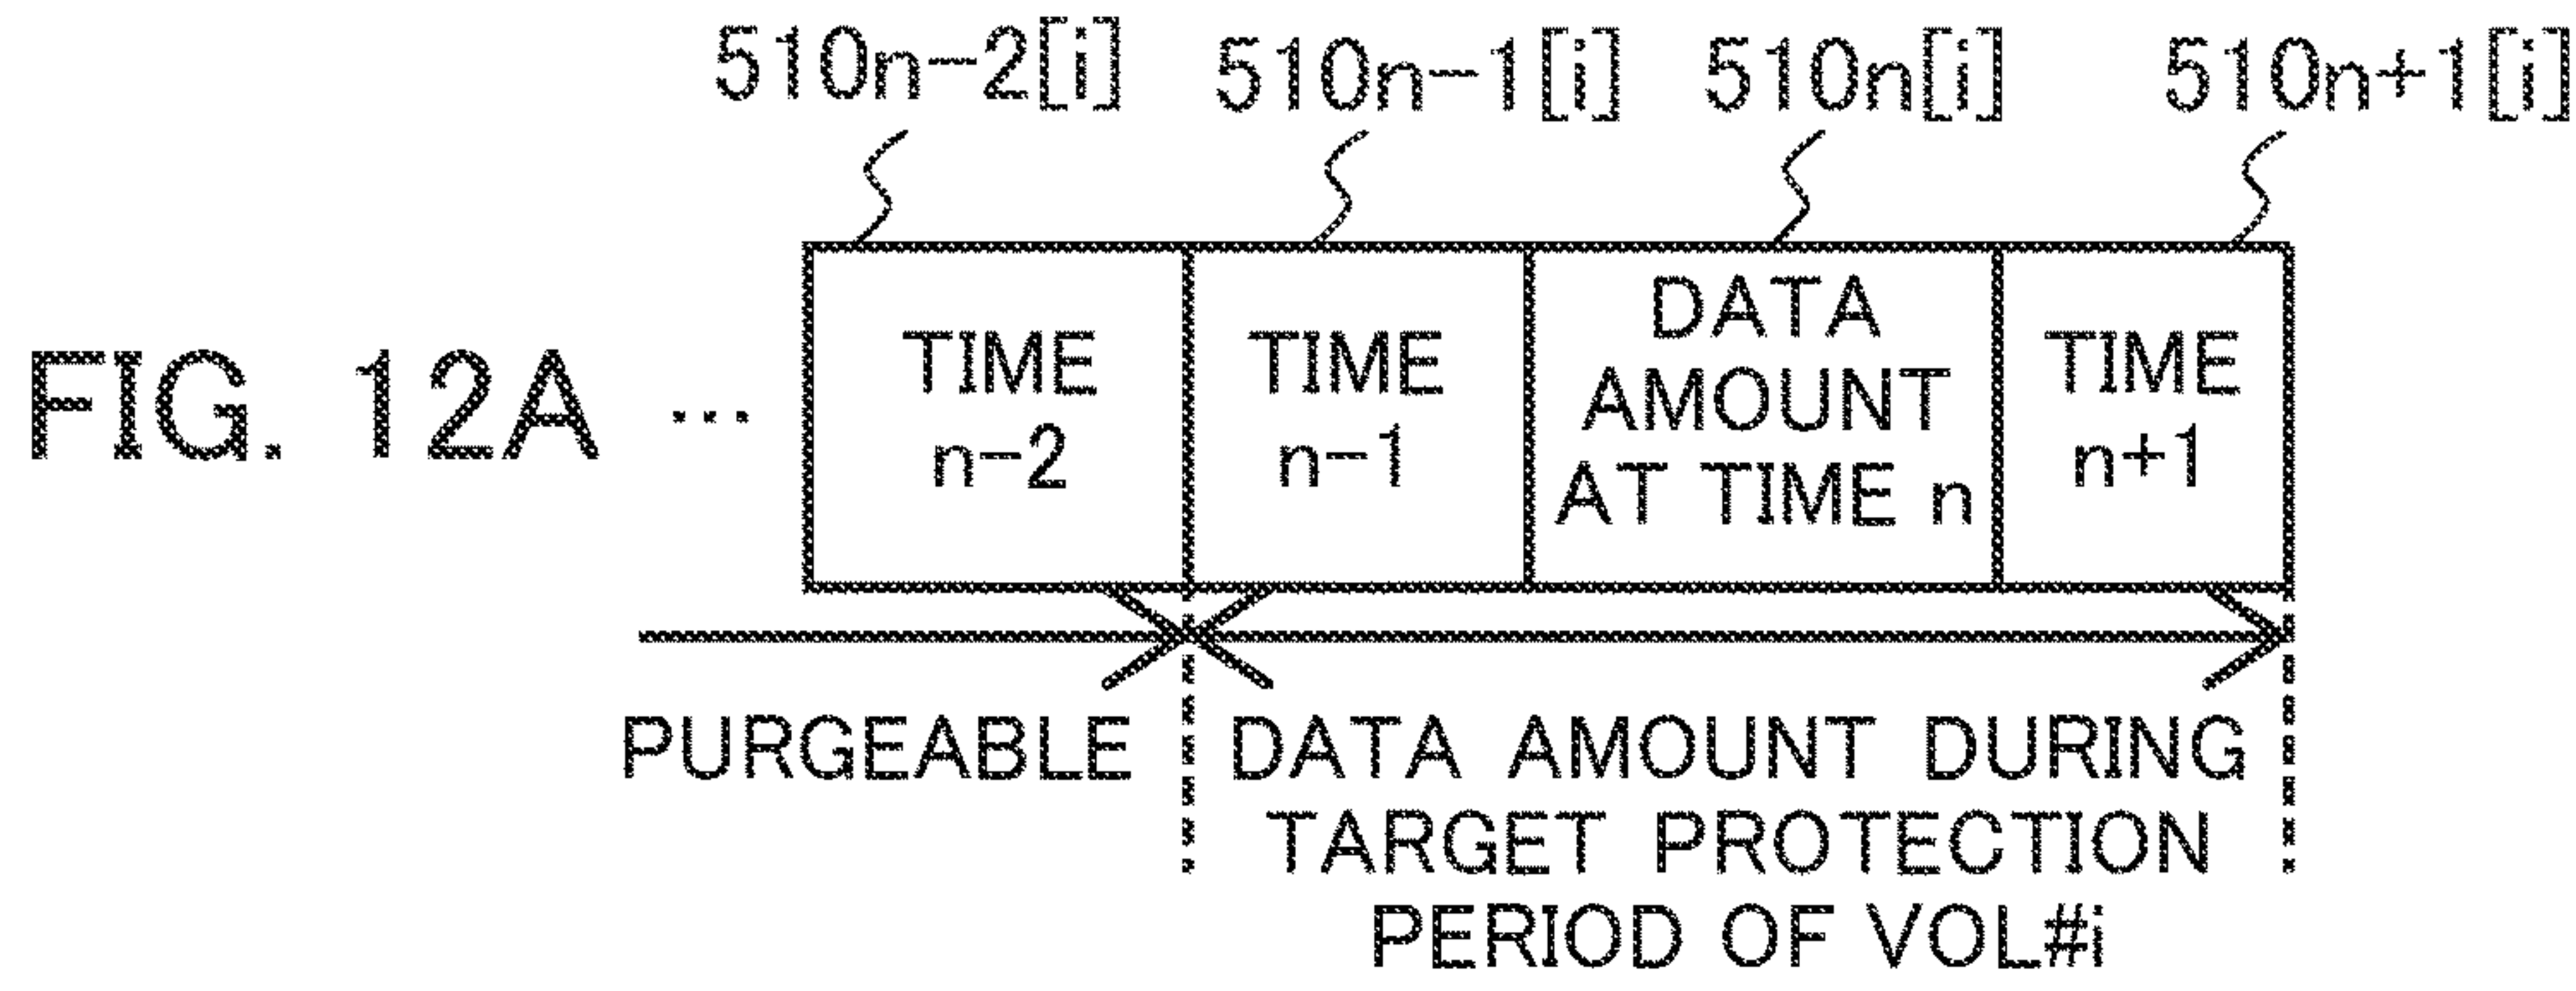 510n-2[i] 510n-1[i] 510n[i] 510n+1[i]
FIG. 12A ...
TIME
n-2
TIME
n-1
DATA
AMOUNT
AT TIME n
TIME
n+1
PURGEABLE
DATA AMOUNT DURING
TARGET PROTECTION
PERIOD OF VOL#i